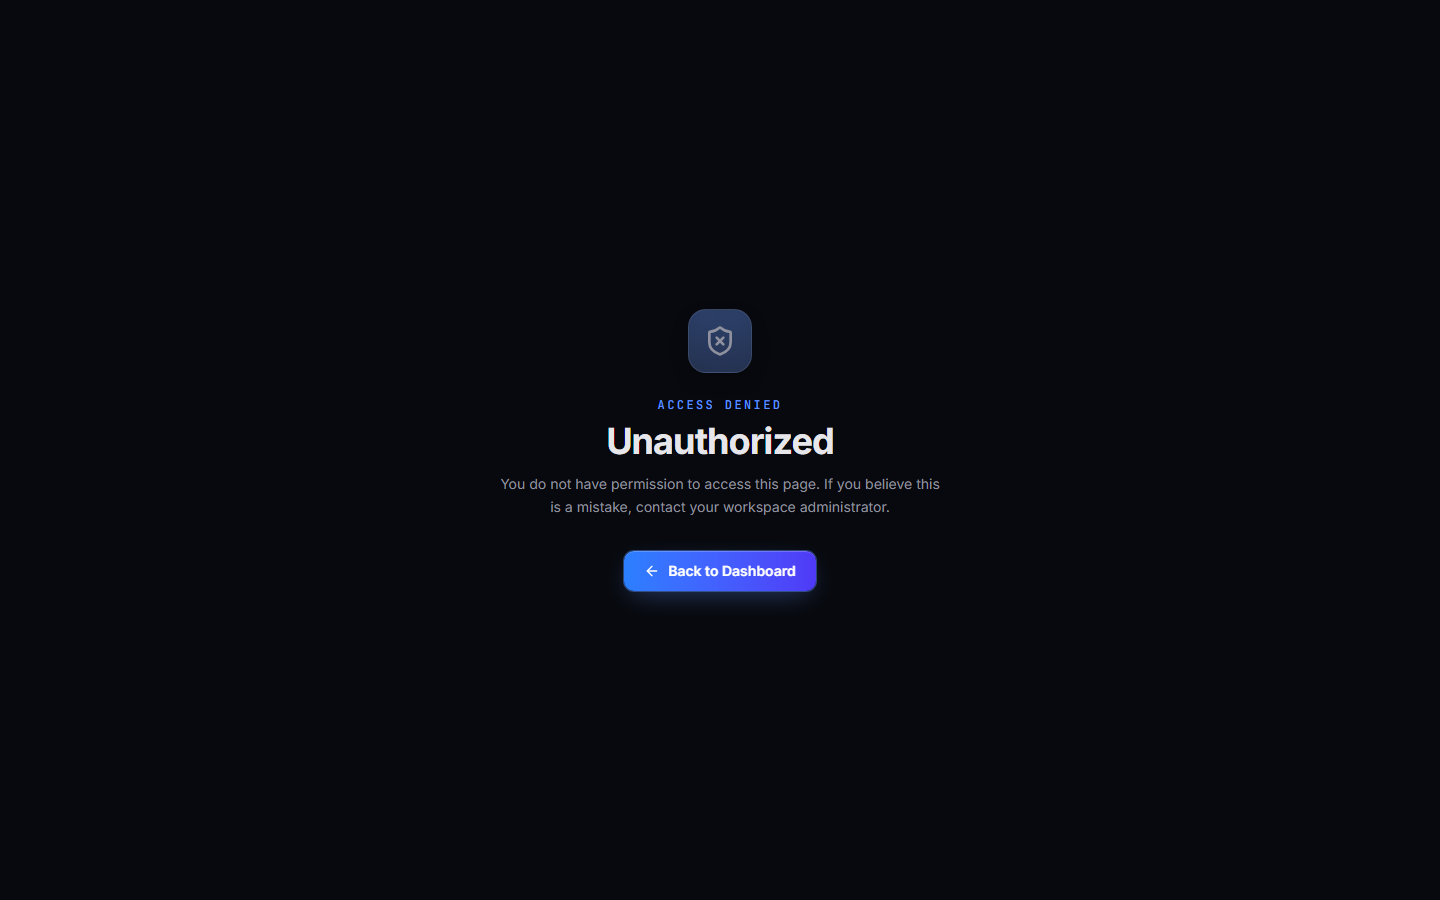 ACCESS DENIED
Unauthorized
You do not have permission to access this page. If you believe this
is a mistake, contact your workspace administrator.
Back to Dashboard